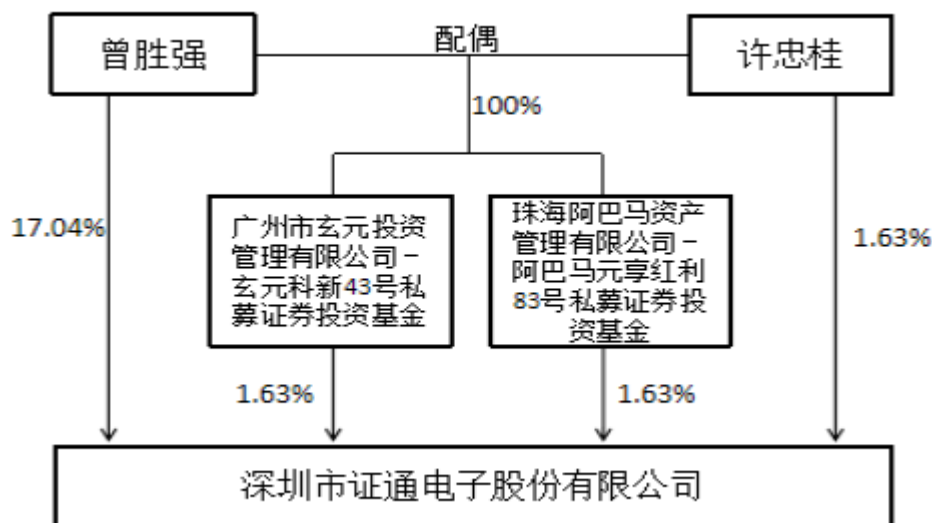 曾胜强
配偶
许忠桂
100%
17.04%
广州市玄元投资
管理有限公司－
玄元科新43号私
募证券投资基金
珠海阿巴马资产
管理有限公司－
阿巴马元享红利
83号私募证券投
资基金
1.63%
1.63%
1.63%
深圳市证通电子股份有限公司